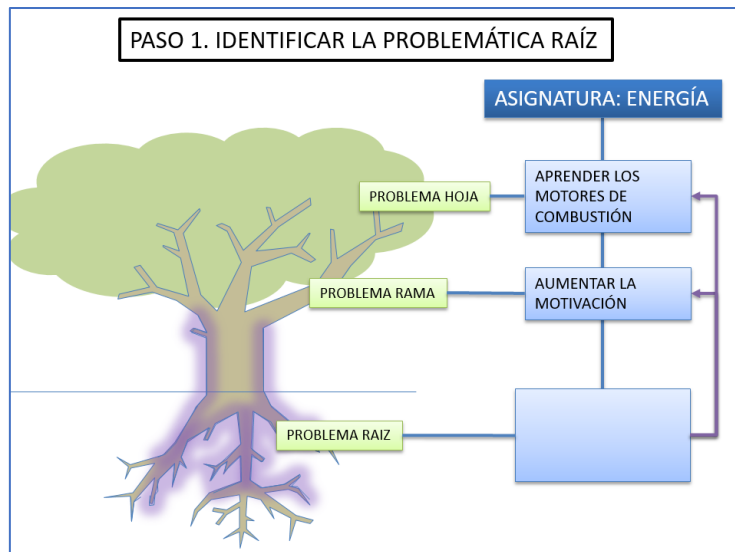 PASO 1. IDENTIFICAR LA PROBLEMÁTICA RAÍZ
ASIGNATURA: ENERGÍA
PROBLEMA HOJA
APRENDER LOS
MOTORES DE
COMBUSTIÓN
PROBLEMA RAMA
AUMENTAR LA
MOTIVACIÓN
PROBLEMA RAIZ